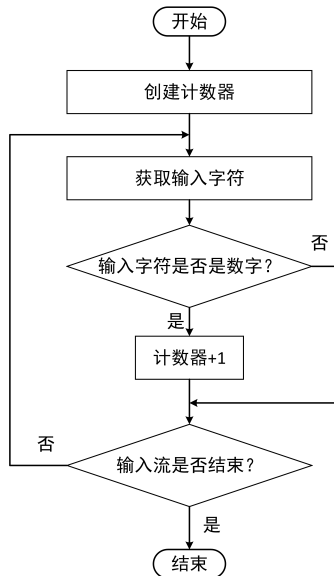 开始
创建计数器
获取输入字符
输入字符是否是数字？
否
是
计数器+1
否
输入流是否结束？
是
结束